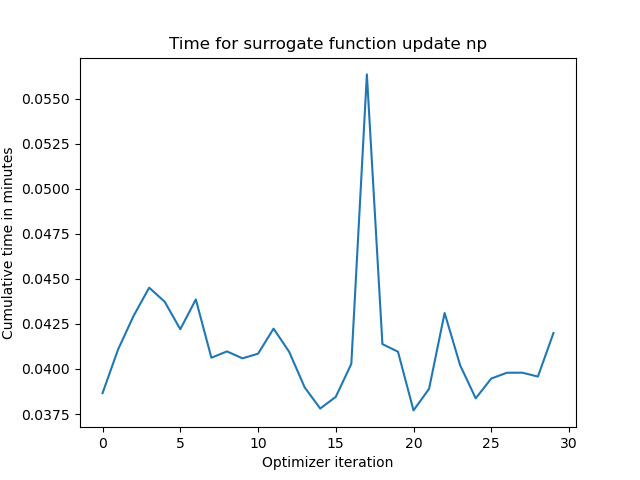 Time for surrogate function update np
Cumulative time in minutes
0.0550
0.0525
0.0500
0.0475
0.0450
0.0425
0.0400
0.0375
0 5 10 15 20 25 30
Optimizer iteration